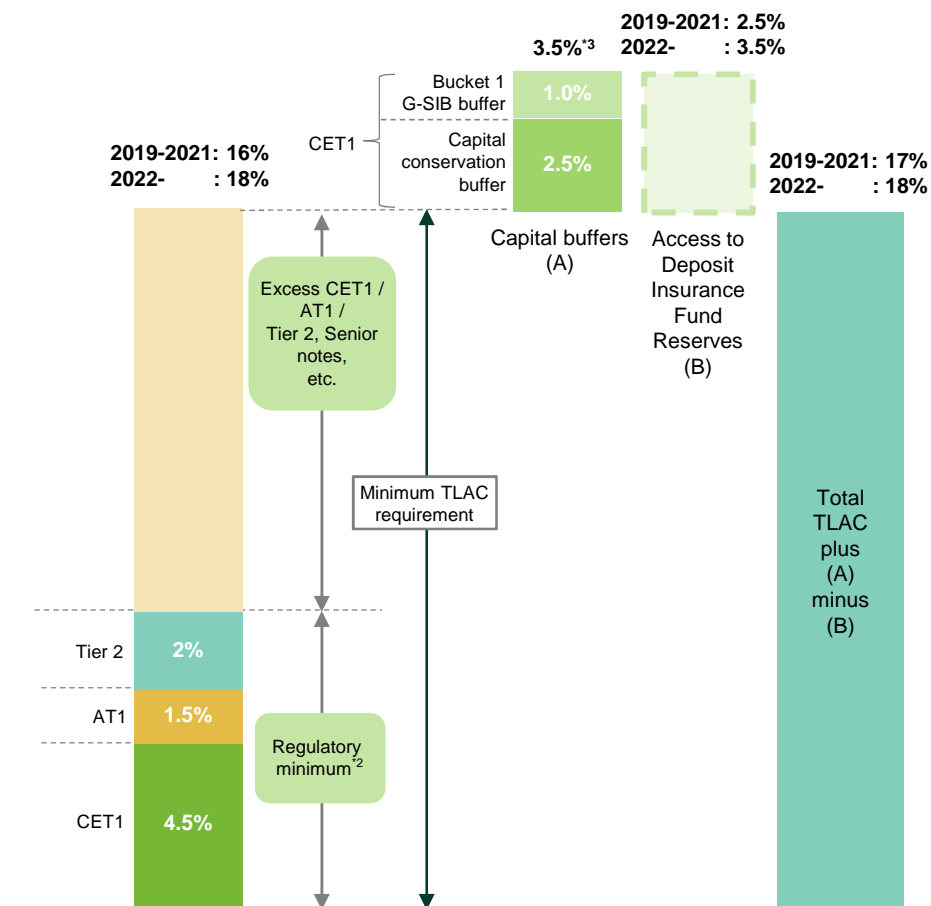 2019-2021: 2.5%
2022- : 3.5%
3.5%*3
Bucket 1
G-SIB buffer
1.0%
CET1
Capital
conservation
buffer
2.5%
2019-2021: 16%
2022- : 18%
2019-2021: 17%
2022- : 18%
Capital buffers
(A)
Access to
Deposit
Insurance
Fund
Reserves
(B)
Excess CET1 /
AT1 /
Tier 2, Senior
notes,
etc.
Minimum TLAC
requirement
Total
TLAC
plus
(A)
minus
(B)
Tier 2
2%
AT1
1.5%
Regulatory
minimum*2
CET1
4.5%